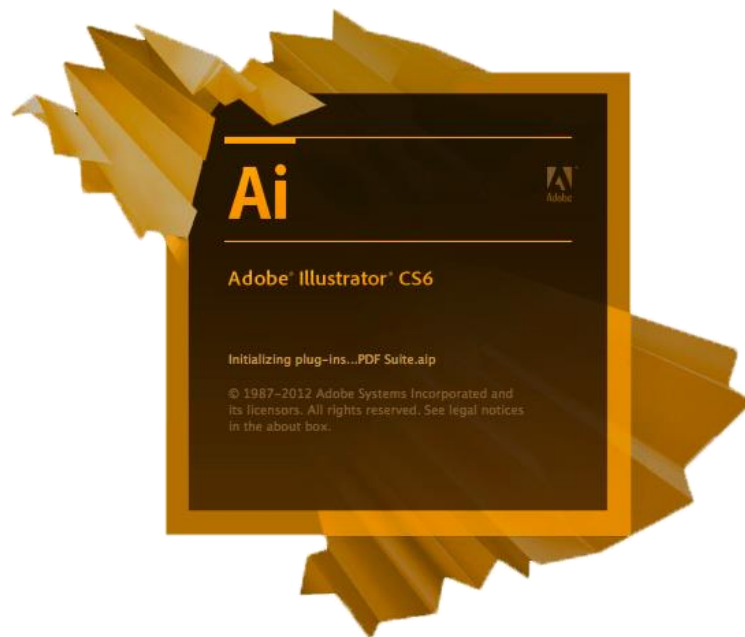 Ai
Adobe
Adobe® Illustrator® CS6
Initializing plug-ins...PDF Suite.aip
© 1987-2012 Adobe Systems Incorporated and
its licensors. All rights reserved. See legal notices
in the about box.